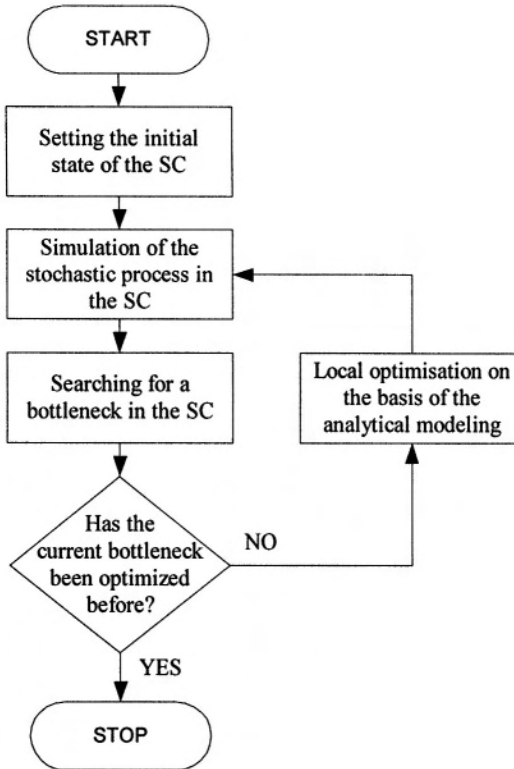 START
Setting the initial
state of the SC
Simulation of the
stochastic process in
the SC
Searching for a
bottleneck in the SC
Local optimisation on
the basis of the
analytical modeling
Has the
current bottleneck
been optimized
before?
NO
YES
STOP